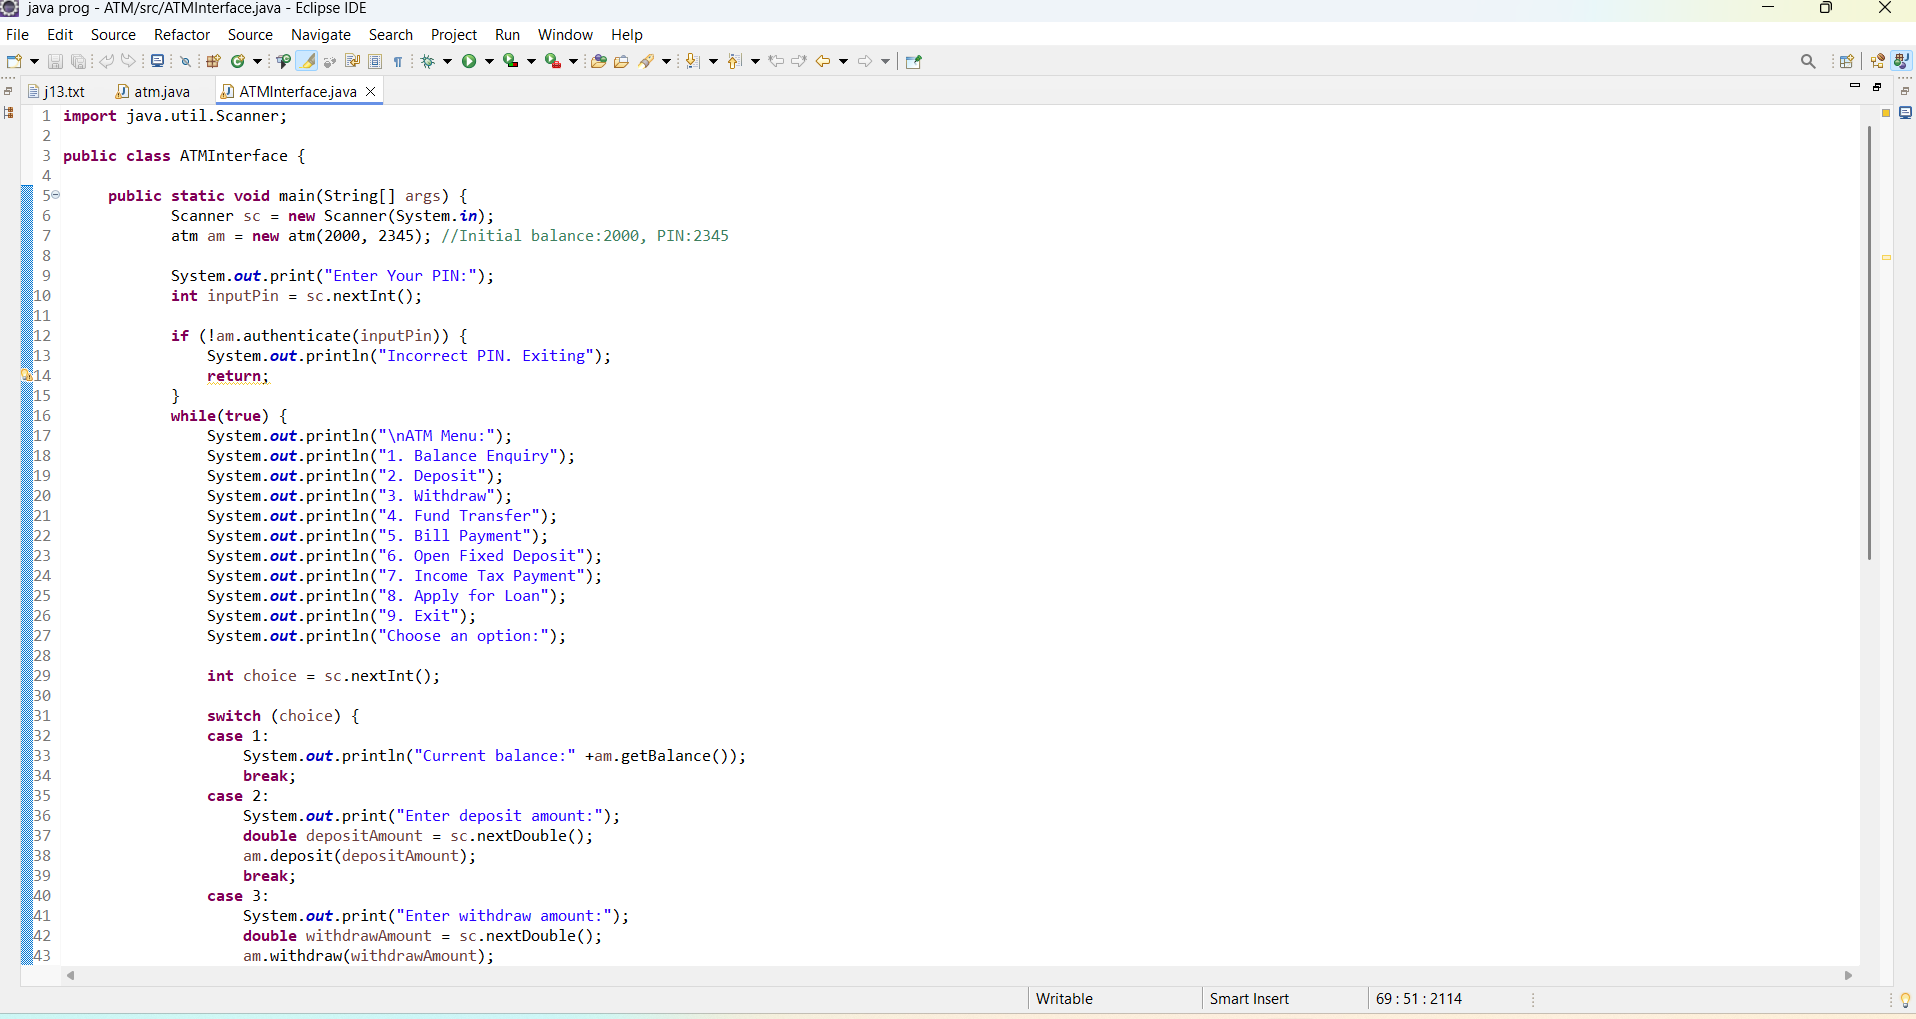 java prog - ATM/src/ATMInterface.java - Eclipse IDE
File Edit Source Refactor Source Navigate Search Project Run Window Help
j13.txt atm.java ATMInterface.java
1 import java.util.Scanner;
2
3 public class ATMInterface {
4
5 public static void main(String[] args) {
6 Scanner sc = new Scanner(System.in);
7 atm am = new atm(2000, 2345); //Initial balance:2000, PIN:2345
8
9 System.out.print("Enter Your PIN:");
10 int inputPin = sc.nextInt();
11
12 if (!am.authenticate(inputPin)) {
13 System.out.println("Incorrect PIN. Exiting");
14 return;
15 }
16 while(true) {
17 System.out.println("\nATM Menu:");
18 System.out.println("1. Balance Enquiry");
19 System.out.println("2. Deposit");
20 System.out.println("3. Withdraw");
21 System.out.println("4. Fund Transfer");
22 System.out.println("5. Bill Payment");
23 System.out.println("6. Open Fixed Deposit");
24 System.out.println("7. Income Tax Payment");
25 System.out.println("8. Apply for Loan");
26 System.out.println("9. Exit");
27 System.out.println("Choose an option:");
28
29 int choice = sc.nextInt();
30
31 switch (choice) {
32 case 1:
33 System.out.println("Current balance:" +am.getBalance());
34 break;
35 case 2:
36 System.out.print("Enter deposit amount:");
37 double depositAmount = sc.nextDouble();
38 am.deposit(depositAmount);
39 break;
40 case 3:
41 System.out.print("Enter withdraw amount:");
42 double withdrawAmount = sc.nextDouble();
43 am.withdraw(withdrawAmount);
Writable Smart Insert 69 : 51 : 2114